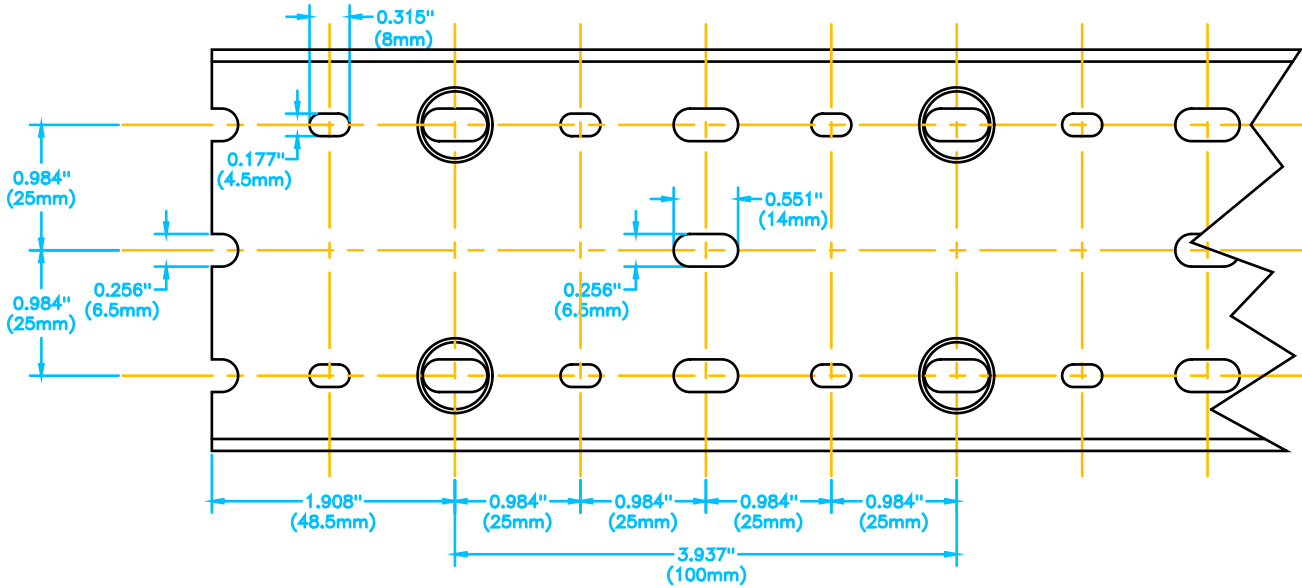 0.315"
(8mm)
0.177"
(4.5mm)
0.984"
(25mm)
0.551"
(14mm)
0.256"
(6.5mm)
0.256"
(6.5mm)
0.984"
(25mm)
1.908"
(48.5mm)
0.984"
(25mm)
0.984"
(25mm)
0.984"
(25mm)
0.984"
(25mm)
3.937"
(100mm)